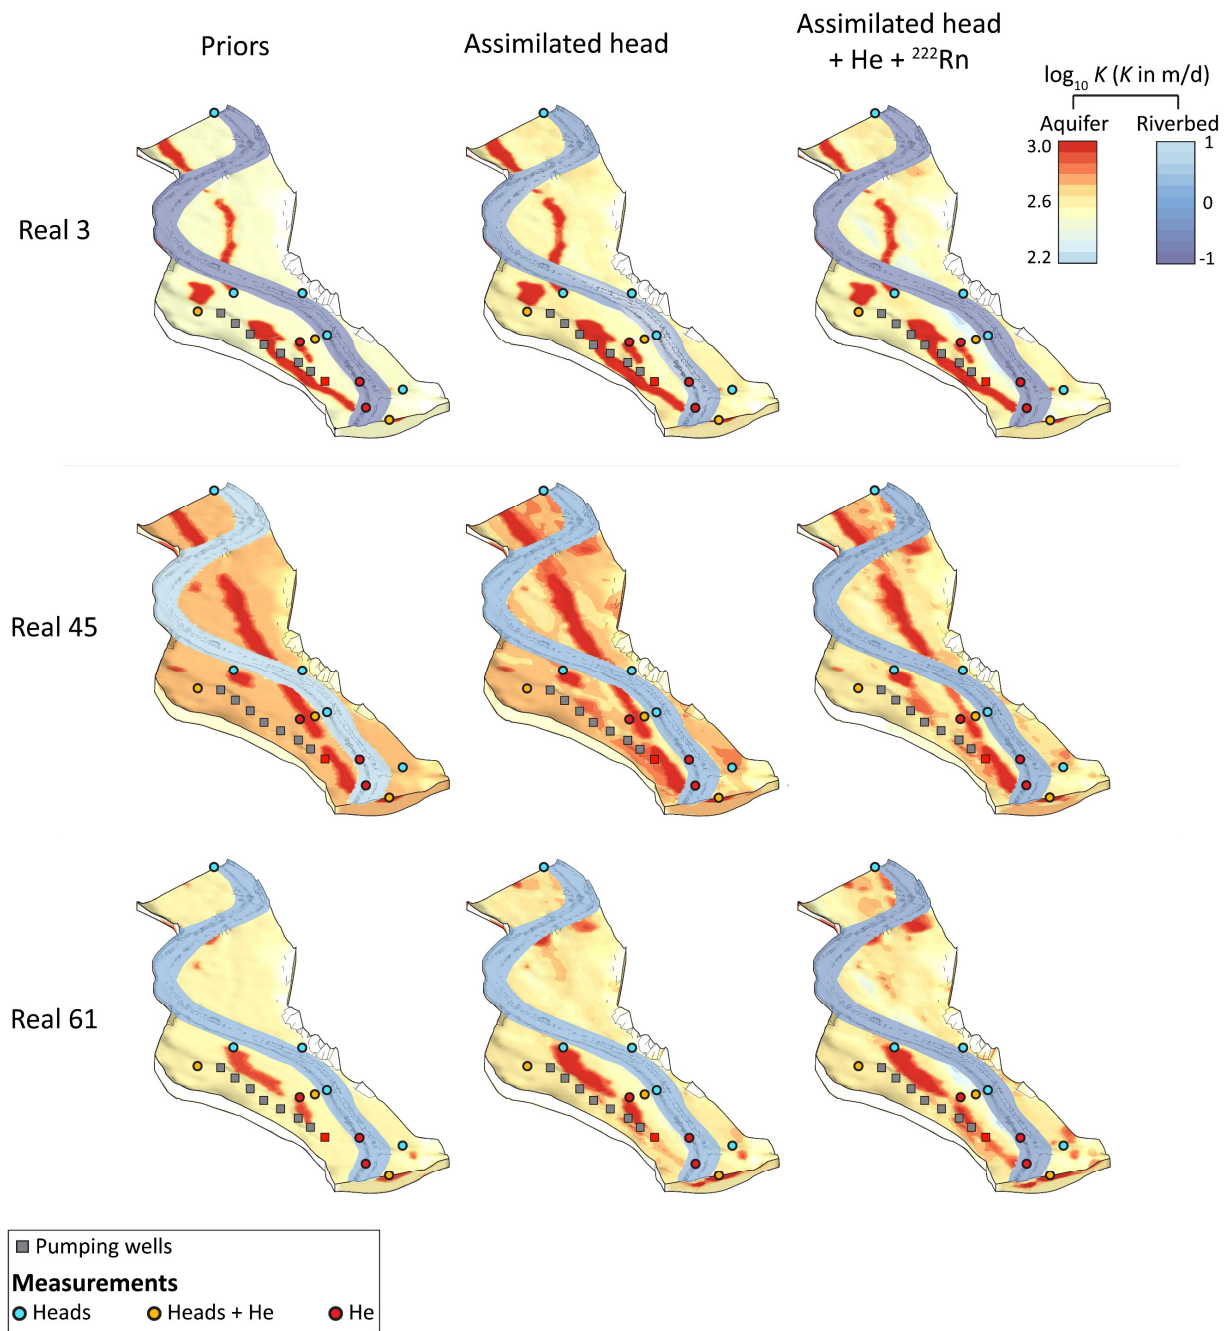 Priors
Assimilated head
Assimilated head
+ He + ²²²Rn
log₁₀ K (K in m/d)
Aquifer Riverbed
3.0 1
2.6 0
2.2 -1
Real 3
Real 45
Real 61
Pumping wells
Measurements
Heads Heads + He He